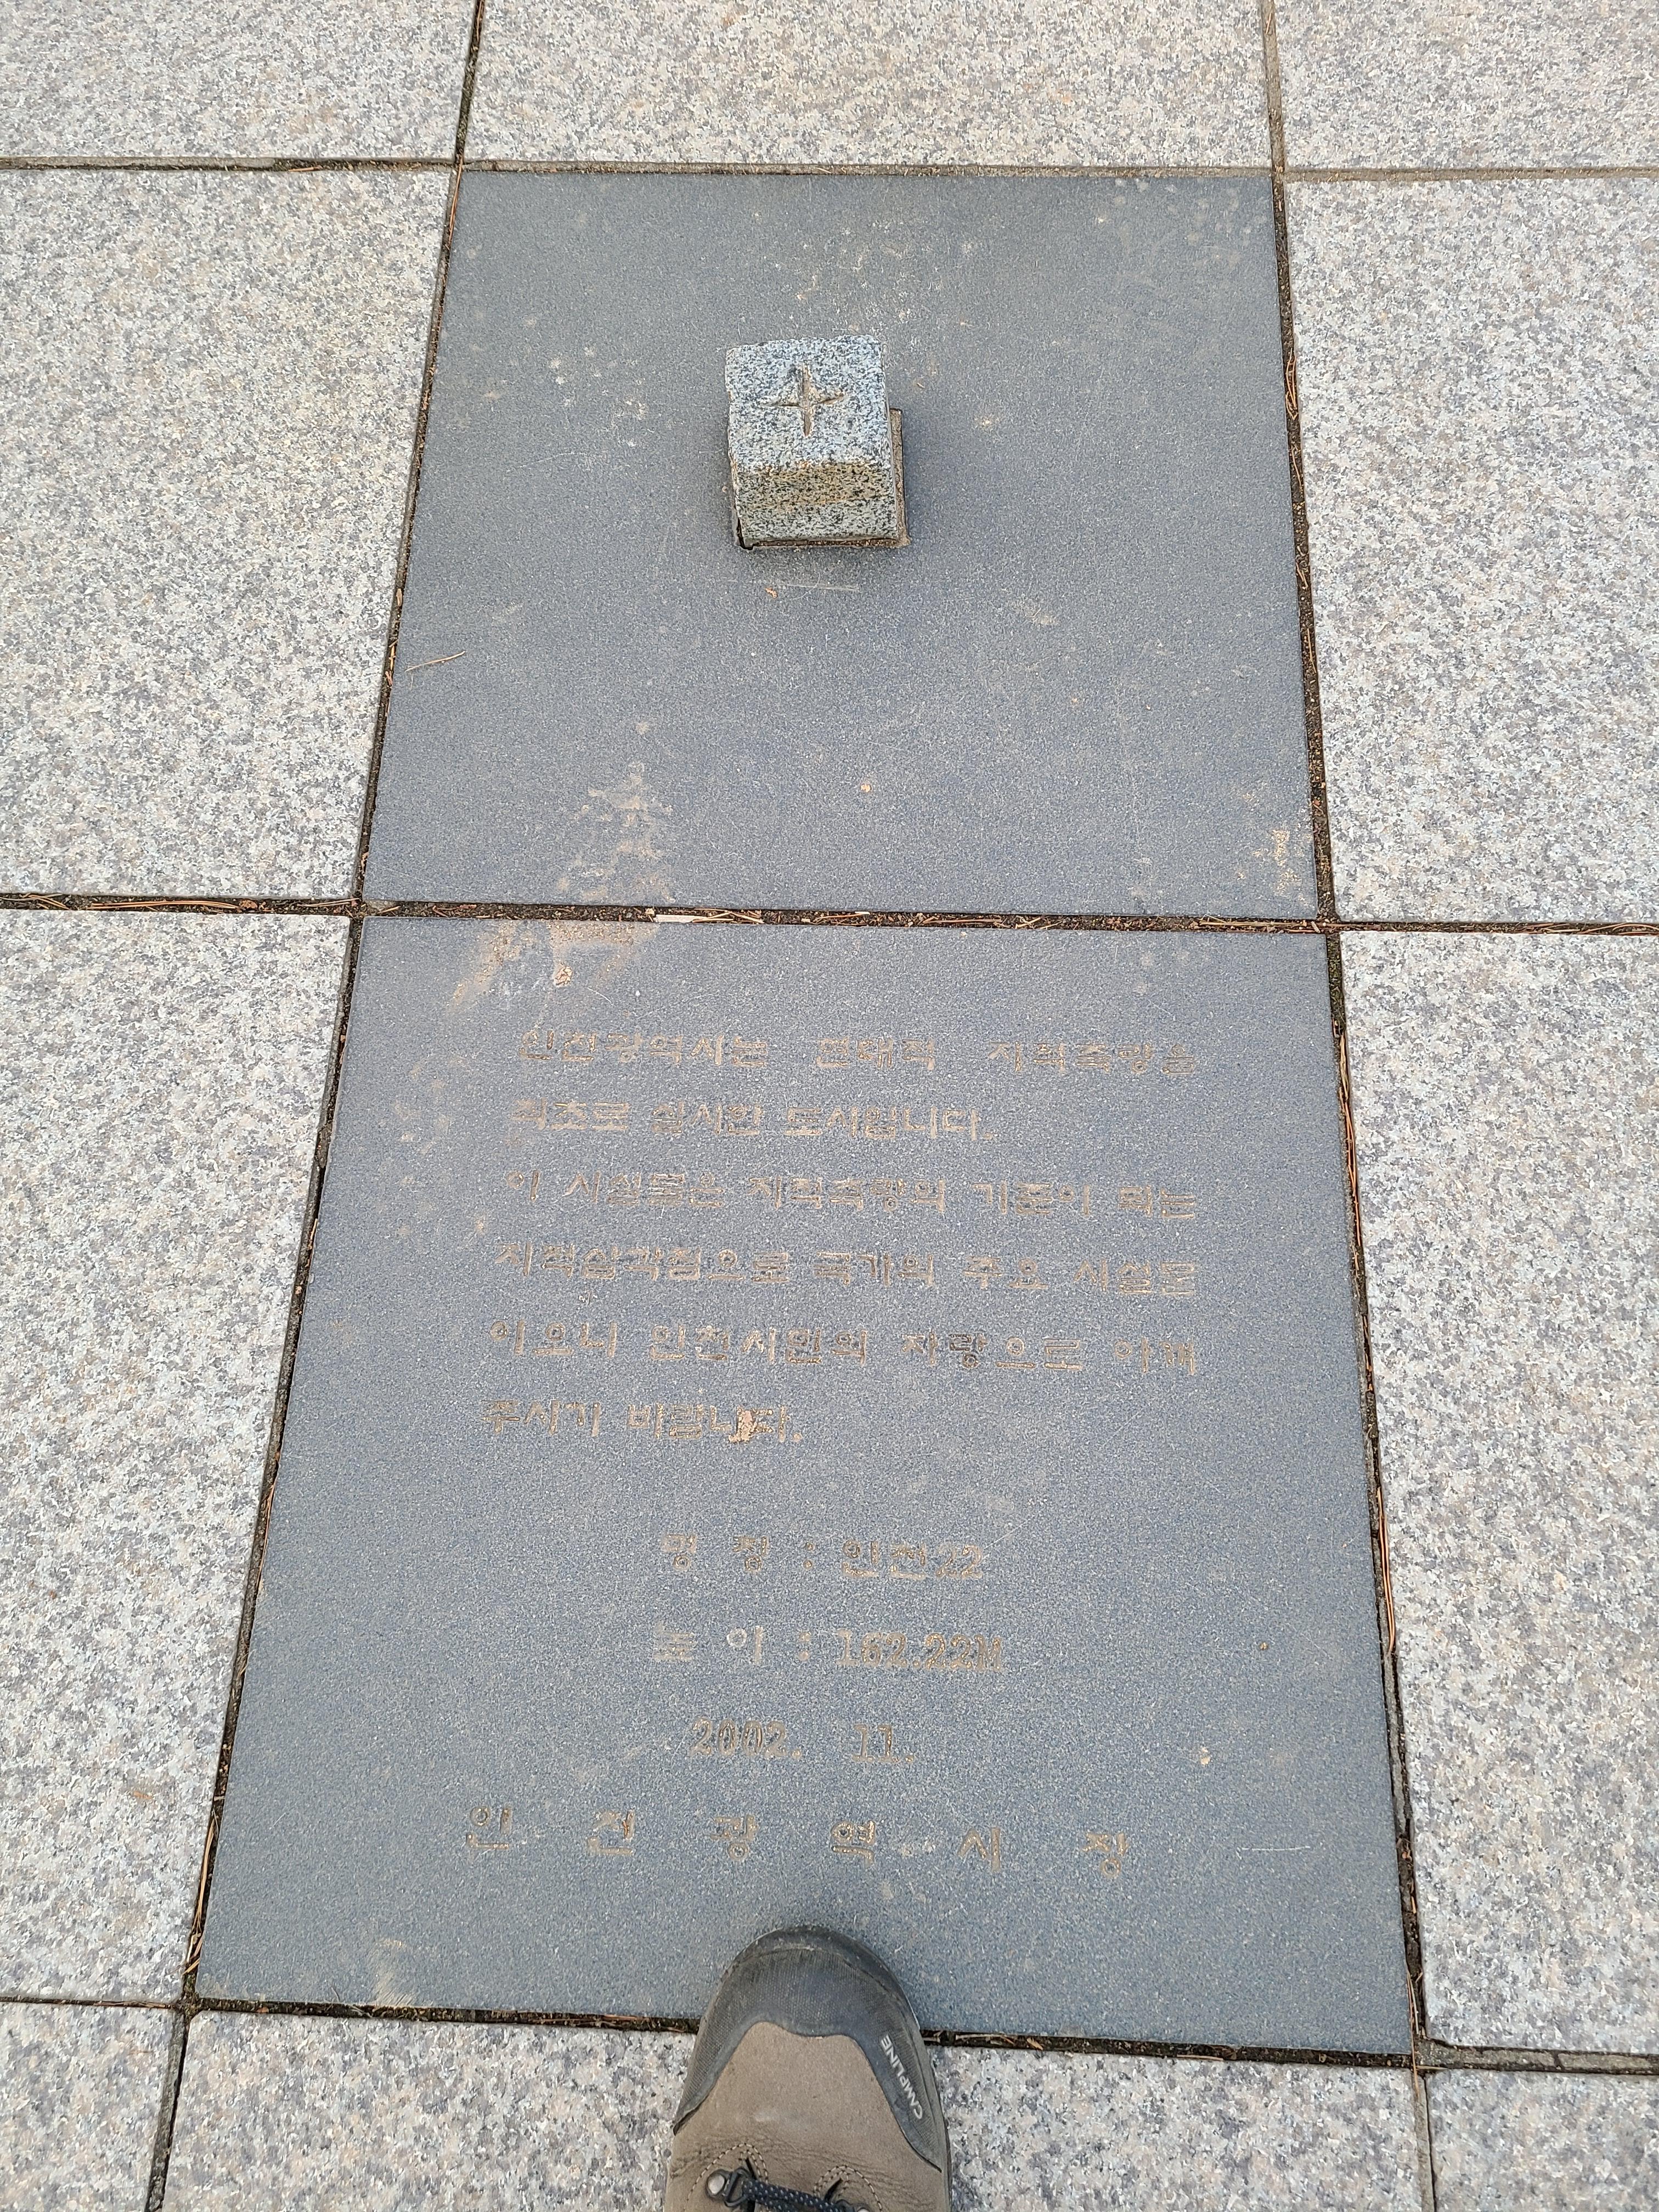 인천광역시는 근대적 지적측량을
최초로 실시한 도시입니다.
이 시설물은 지적측량의 기준이 되는
지적삼각점으로 국가의 주요 시설물
이오니 인천시민의 자랑으로 아껴
주시기 바랍니다.
명 칭 : 인천22
높 이 : 162.22M
2002. 11.
인 천 광 역 시 장
CAMPLINE